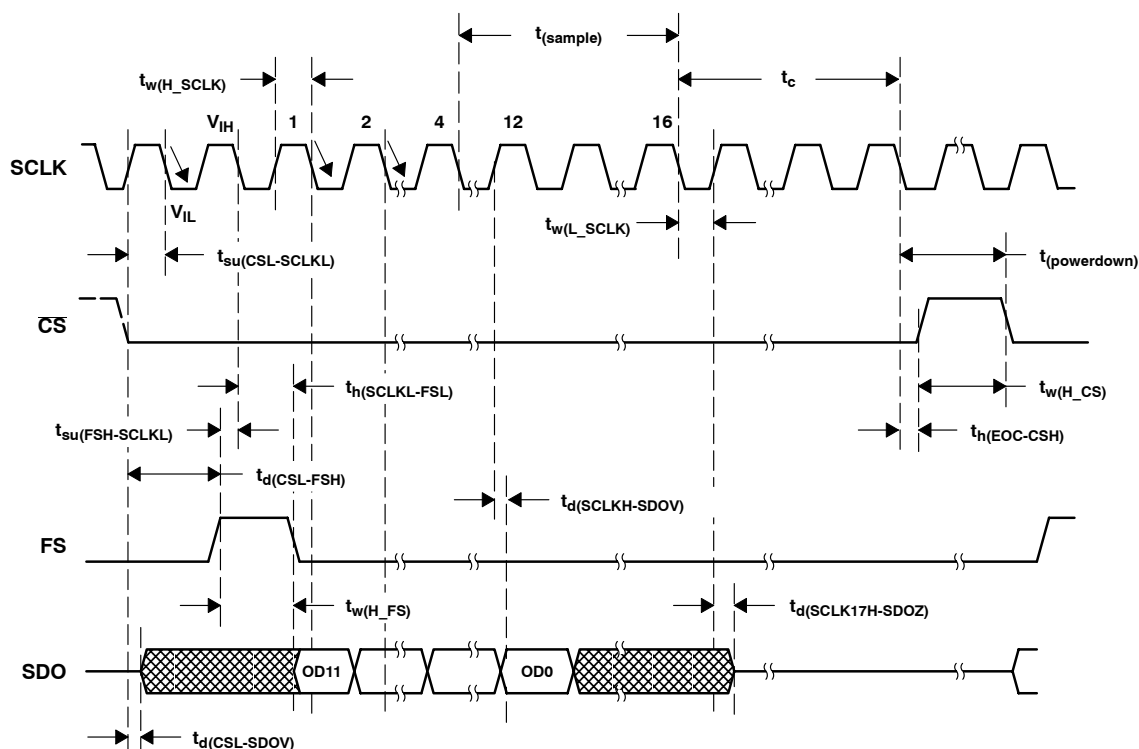 t(sample)
tw(H_SCLK)
tc
VIH
1
2
4
12
16
SCLK
VIL
tw(L_SCLK)
tsu(CSL-SCLKL)
t(powerdown)
CS
th(SCLKL-FSL)
tw(H_CS)
tsu(FSH-SCLKL)
th(EOC-CSH)
td(CSL-FSH)
td(SCLKH-SDOV)
FS
tw(H_FS)
td(SCLK17H-SDOZ)
SDO
OD11
OD0
td(CSL-SDOV)